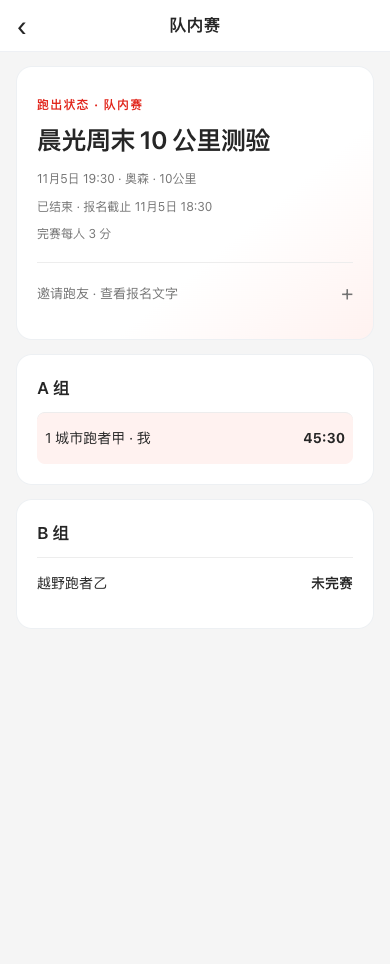 ‹ 队内赛
跑出状态 · 队内赛
晨光周末 10 公里测验
11月5日 19:30 · 奥森 · 10公里
已结束 · 报名截止 11月5日 18:30
完赛每人 3 分
邀请跑友 · 查看报名文字 +
A 组
1 城市跑者甲 · 我 45:30
B 组
越野跑者乙 未完赛